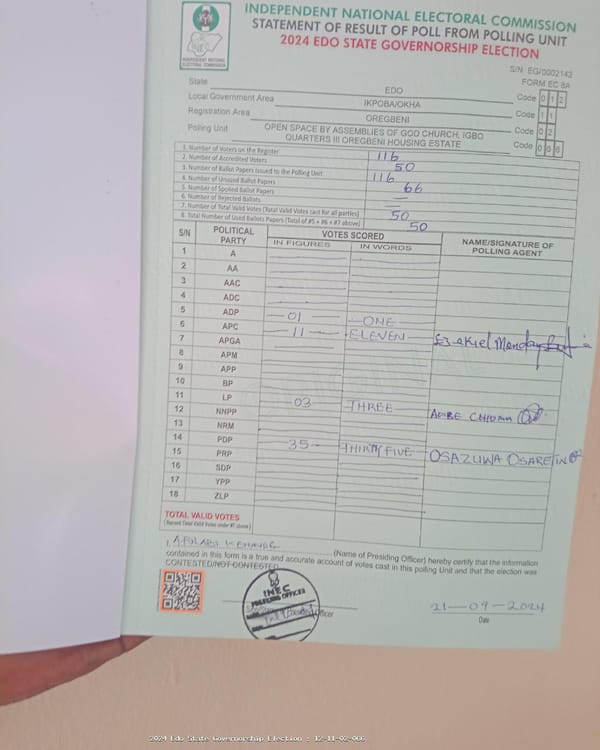 INDEPENDENT NATIONAL ELECTORAL COMMISSION
STATEMENT OF RESULT OF POLL FROM POLLING UNIT
2024 EDO STATE GOVERNORSHIP ELECTION
INEC
INDEPENDENT NATIONAL ELECTORAL COMMISSION
S/N: EG/0002142
FORM EC 8A
State EDO Code 0 1 2
Local Government Area IKPOBA/OKHA Code 1 1
Registration Area OREGBENI Code 0 2
Polling Unit OPEN SPACE BY ASSEMBLIES OF GOD CHURCH, IGBO QUARTERS III OREGBENI HOUSING ESTATE Code 0 6 6
1. Number of Voters on the Register 116
2. Number of Accredited Voters 50
3. Number of Ballot Papers Issued to the Polling Unit 116
4. Number of Unused Ballot Papers 66
5. Number of Spoiled Ballot Papers —
6. Number of Rejected Ballots —
7. Number of Total Valid Votes (Total Valid Votes cast for all parties) 50
8. Total Number of Used Ballots Papers (Total of #5 + #6 + #7 above) 50
S/N POLITICAL PARTY VOTES SCORED NAME/SIGNATURE OF POLLING AGENT
IN FIGURES IN WORDS
1 A
2 AA
3 AAC
4 ADC
5 ADP 01 ONE
6 APC 11 ELEVEN Ezekiel Monday
7 APGA
8 APM
9 APP
10 BP
11 LP 03 THREE ADIBE CHIOMA
12 NNPP
13 NRM
14 PDP 35 THIRTY FIVE OSAZUWA OSARETIN
15 PRP
16 SDP
17 YPP
18 ZLP
TOTAL VALID VOTES
(Record Total Valid Votes under #7 above)
I, AFOLABI KEHINDE (Name of Presiding Officer) hereby certify that the information
contained in this form is a true and accurate account of votes cast in this polling Unit and that the election was
CONTESTED/NOT CONTESTED
INEC
PRESIDING OFFICER
Officer
21-09-2024
Date
2024 Edo State Governorship Election : 12-11-02-066